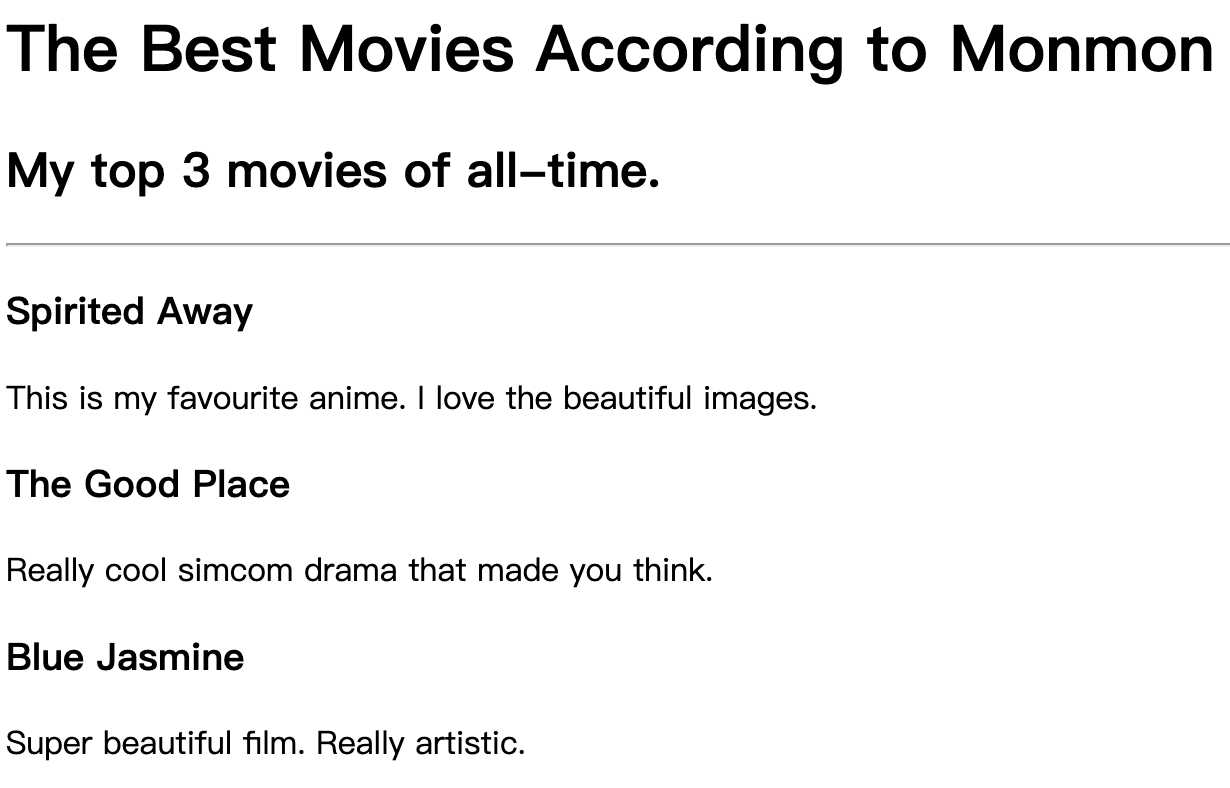 The Best Movies According to Monmon
My top 3 movies of all-time.
Spirited Away
This is my favourite anime. I love the beautiful images.
The Good Place
Really cool simcom drama that made you think.
Blue Jasmine
Super beautiful film. Really artistic.